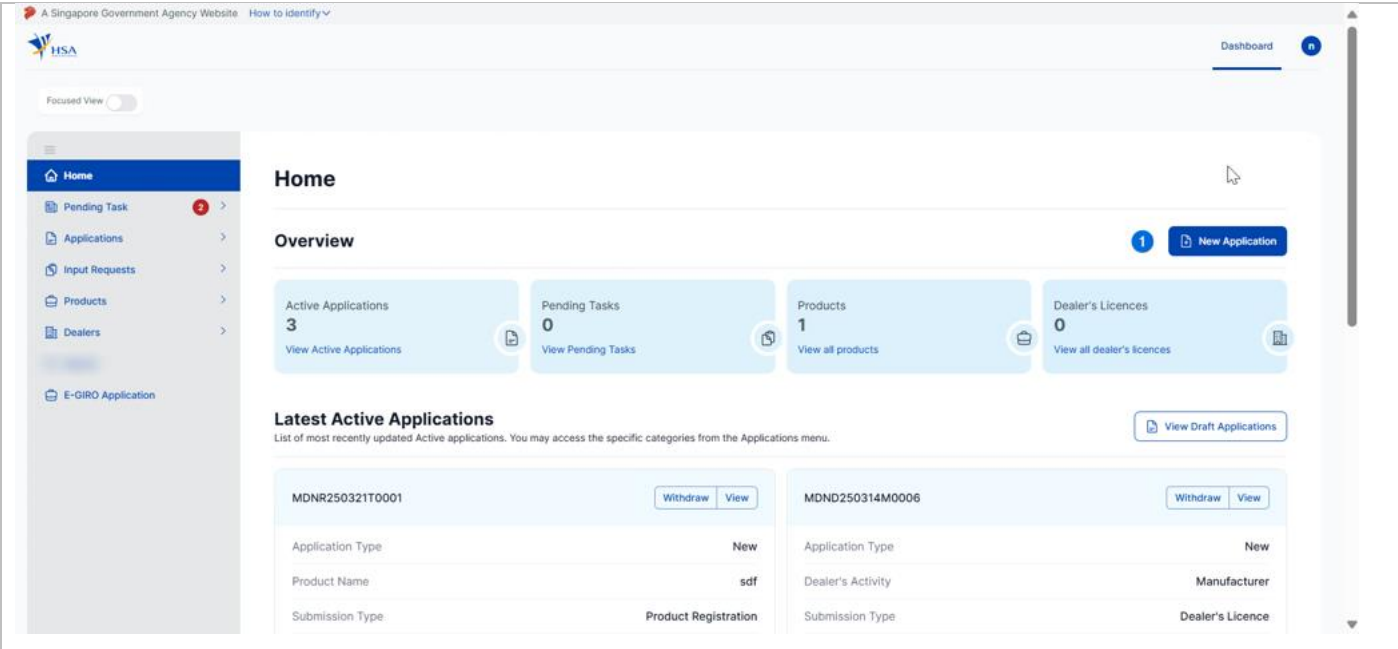 A Singapore Government Agency Website How to identify
HSA
Dashboard
n
Focused View
Home
Pending Task 2
Applications
Input Requests
Products
Dealers
E-GIRO Application
Home
Overview
1
New Application
Active Applications
3
View Active Applications
Pending Tasks
0
View Pending Tasks
Products
1
View all products
Dealer's Licences
0
View all dealer's licences
Latest Active Applications
List of most recently updated Active applications. You may access the specific categories from the Applications menu.
View Draft Applications
MDNR250321T0001 Withdraw View
Application Type New
Product Name sdf
Submission Type Product Registration
MDND250314M0006 Withdraw View
Application Type New
Dealer's Activity Manufacturer
Submission Type Dealer's Licence